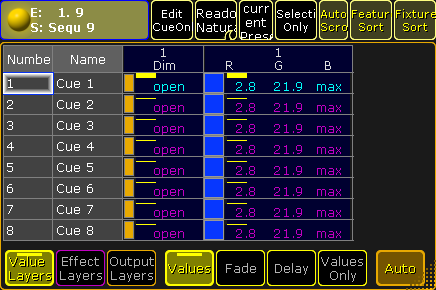 E: 1. 9
S: Sequ 9
Edit
CueOn
Reado
Natur
curr
ent
Prese
Selecti
Only
Auto
Scro
Featur
Sort
Fixture
Sort
Numbe Name 1 1
Dim R G B
1 Cue 1 open 2.8 21.9 max
2 Cue 2 open 2.8 21.9 max
3 Cue 3 open 2.8 21.9 max
4 Cue 4 open 2.8 21.9 max
5 Cue 5 open 2.8 21.9 max
6 Cue 6 open 2.8 21.9 max
7 Cue 7 open 2.8 21.9 max
8 Cue 8 open 2.8 21.9 max
Value
Layers
Effect
Layers
Output
Layers
Values
Fade
Delay
Values
Only
Auto